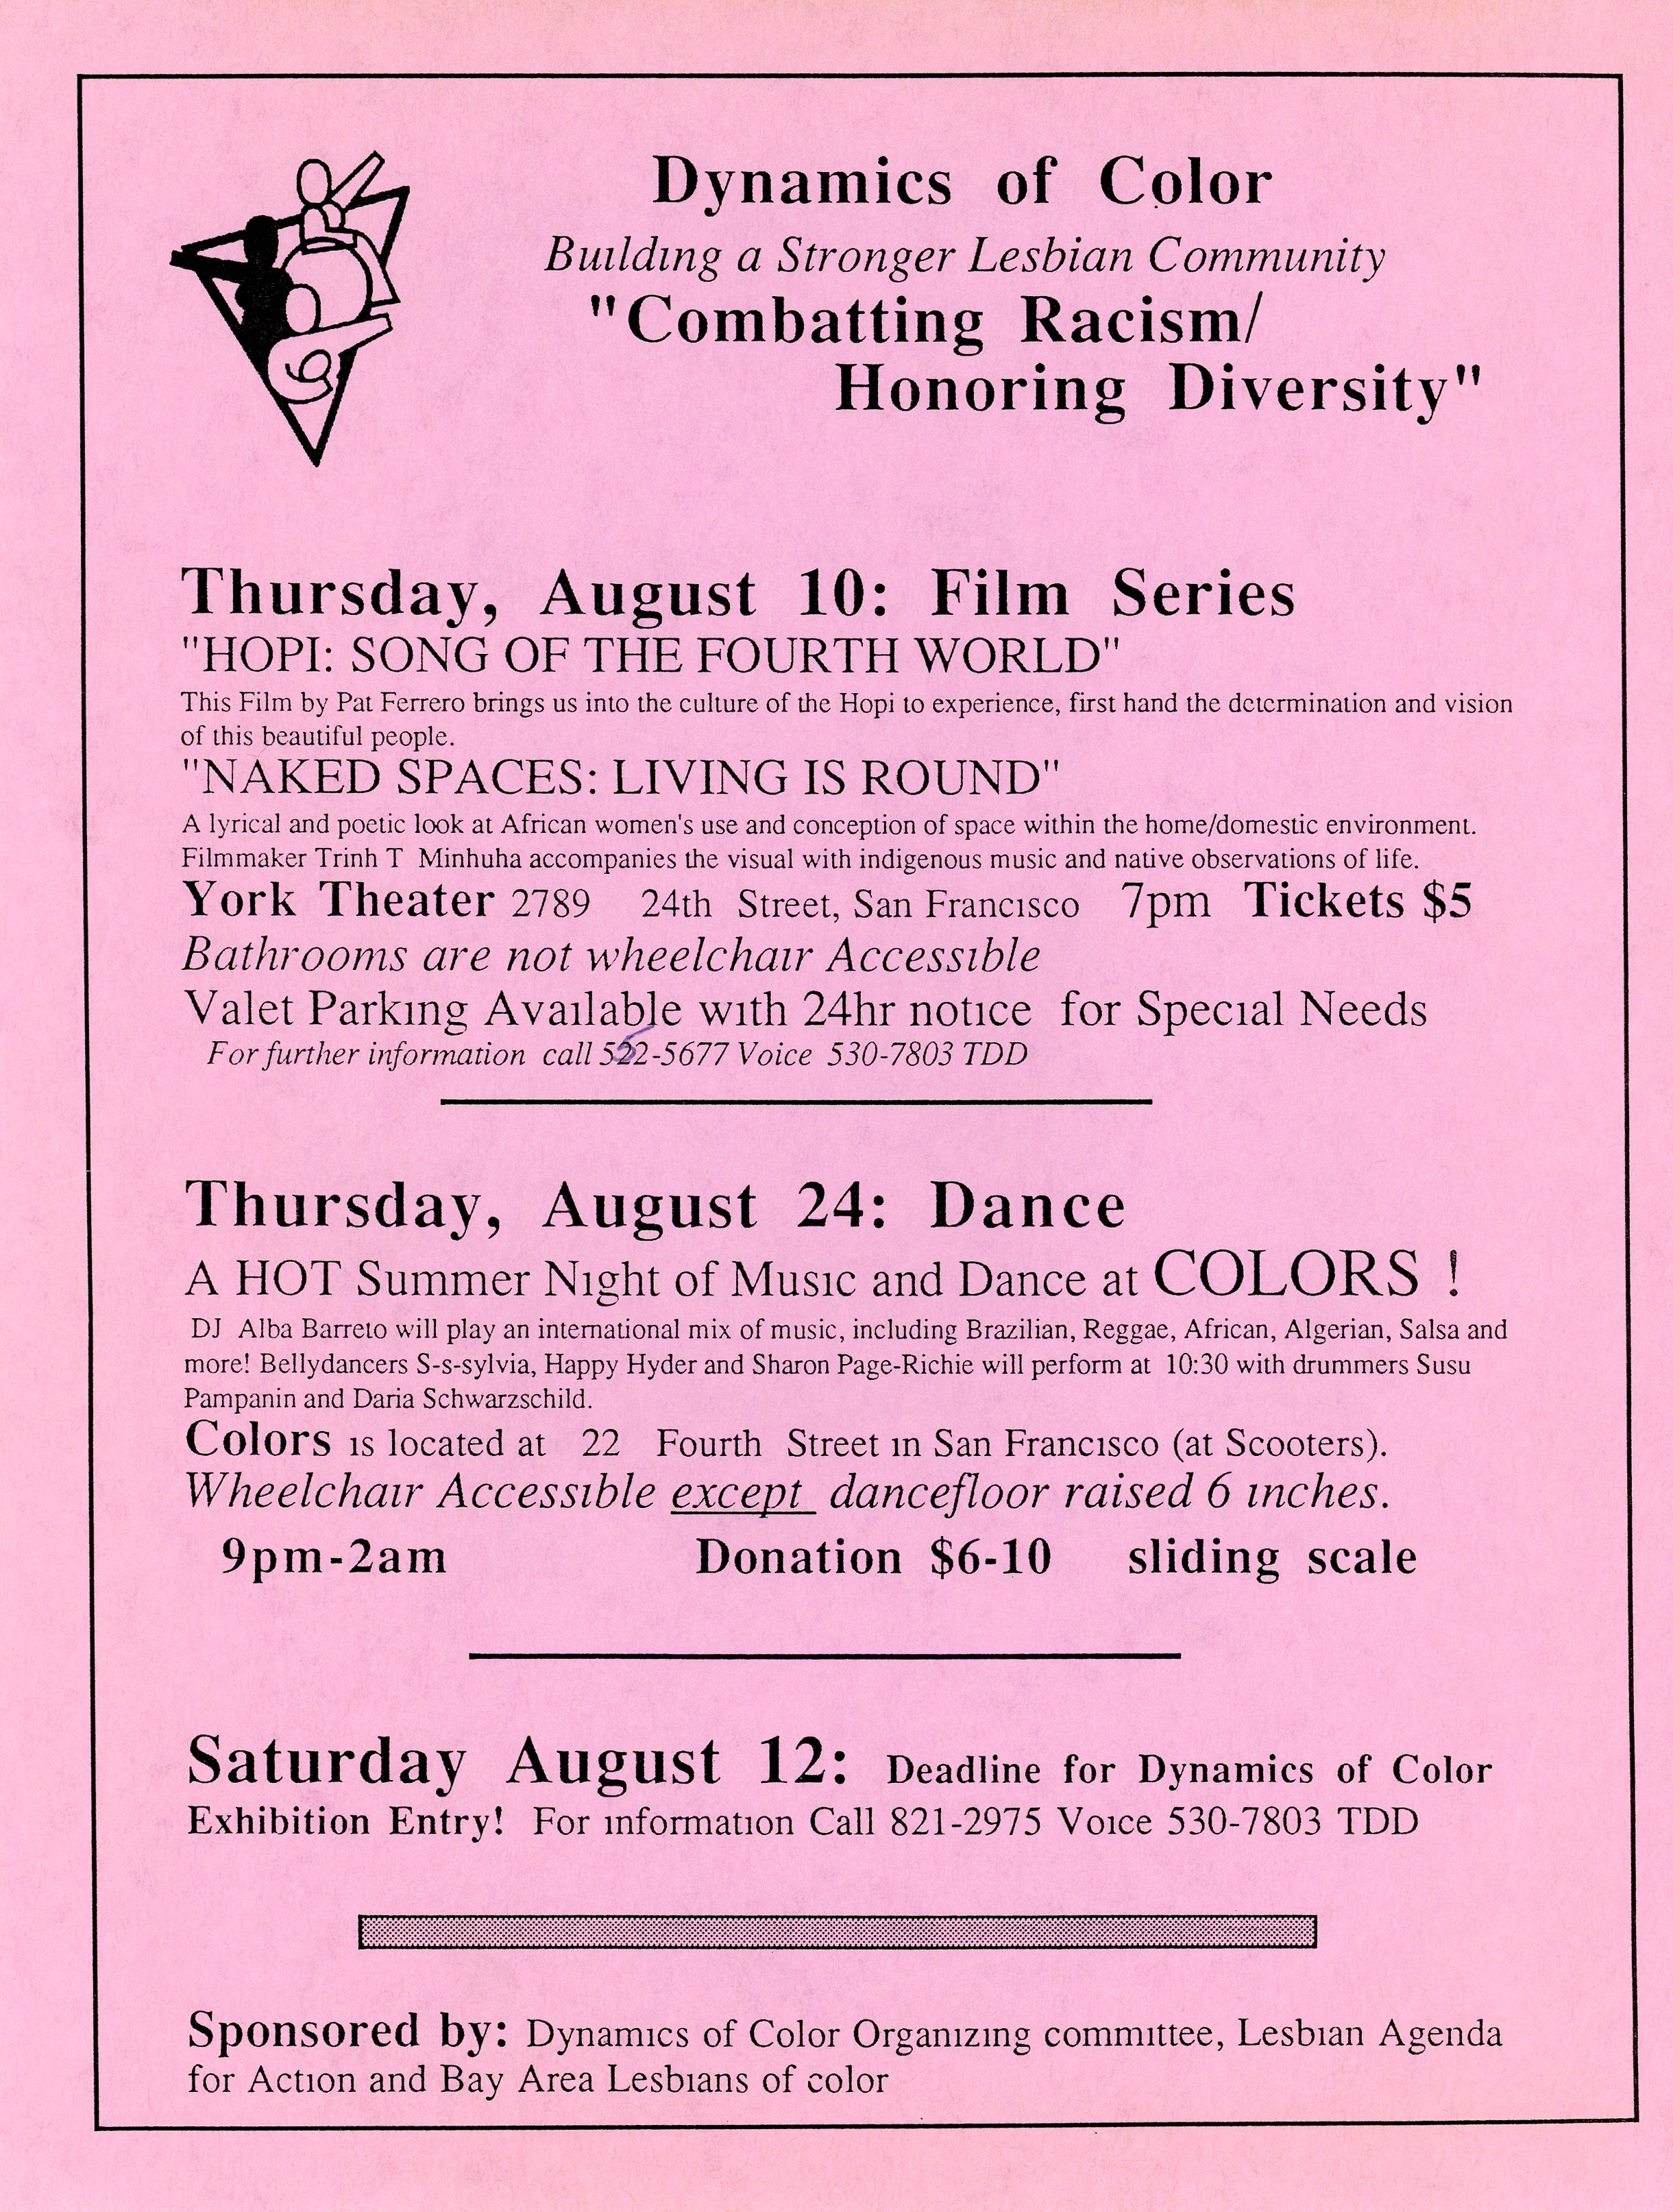 Dynamics of Color
Building a Stronger Lesbian Community
"Combatting Racism/
Honoring Diversity"
Thursday, August 10: Film Series
"HOPI: SONG OF THE FOURTH WORLD"
This Film by Pat Ferrero brings us into the culture of the Hopi to experience, first hand the determination and vision
of this beautiful people.
"NAKED SPACES: LIVING IS ROUND"
A lyrical and poetic look at African women's use and conception of space within the home/domestic environment.
Filmmaker Trinh T Minhuha accompanies the visual with indigenous music and native observations of life.
York Theater 2789 24th Street, San Francisco 7pm Tickets $5
Bathrooms are not wheelchair Accessible
Valet Parking Available with 24hr notice for Special Needs
For further information call -5677 Voice 530-7803 TDD
Thursday, August 24: Dance
A HOT Summer Night of Music and Dance at COLORS !
DJ Alba Barreto will play an international mix of music, including Brazilian, Reggae, African, Algerian, Salsa and
more! Bellydancers S-s-sylvia, Happy Hyder and Sharon Page-Richie will perform at 10:30 with drummers Susu
Pampanin and Daria Schwarzschild.
Colors is located at 22 Fourth Street in San Francisco (at Scooters).
Wheelchair Accessible except dancefloor raised 6 inches.
9pm-2am Donation $6-10 sliding scale
Saturday August 12: Deadline for Dynamics of Color
Exhibition Entry! For information Call 821-2975 Voice 530-7803 TDD
Sponsored by: Dynamics of Color Organizing committee, Lesbian Agenda
for Action and Bay Area Lesbians of color